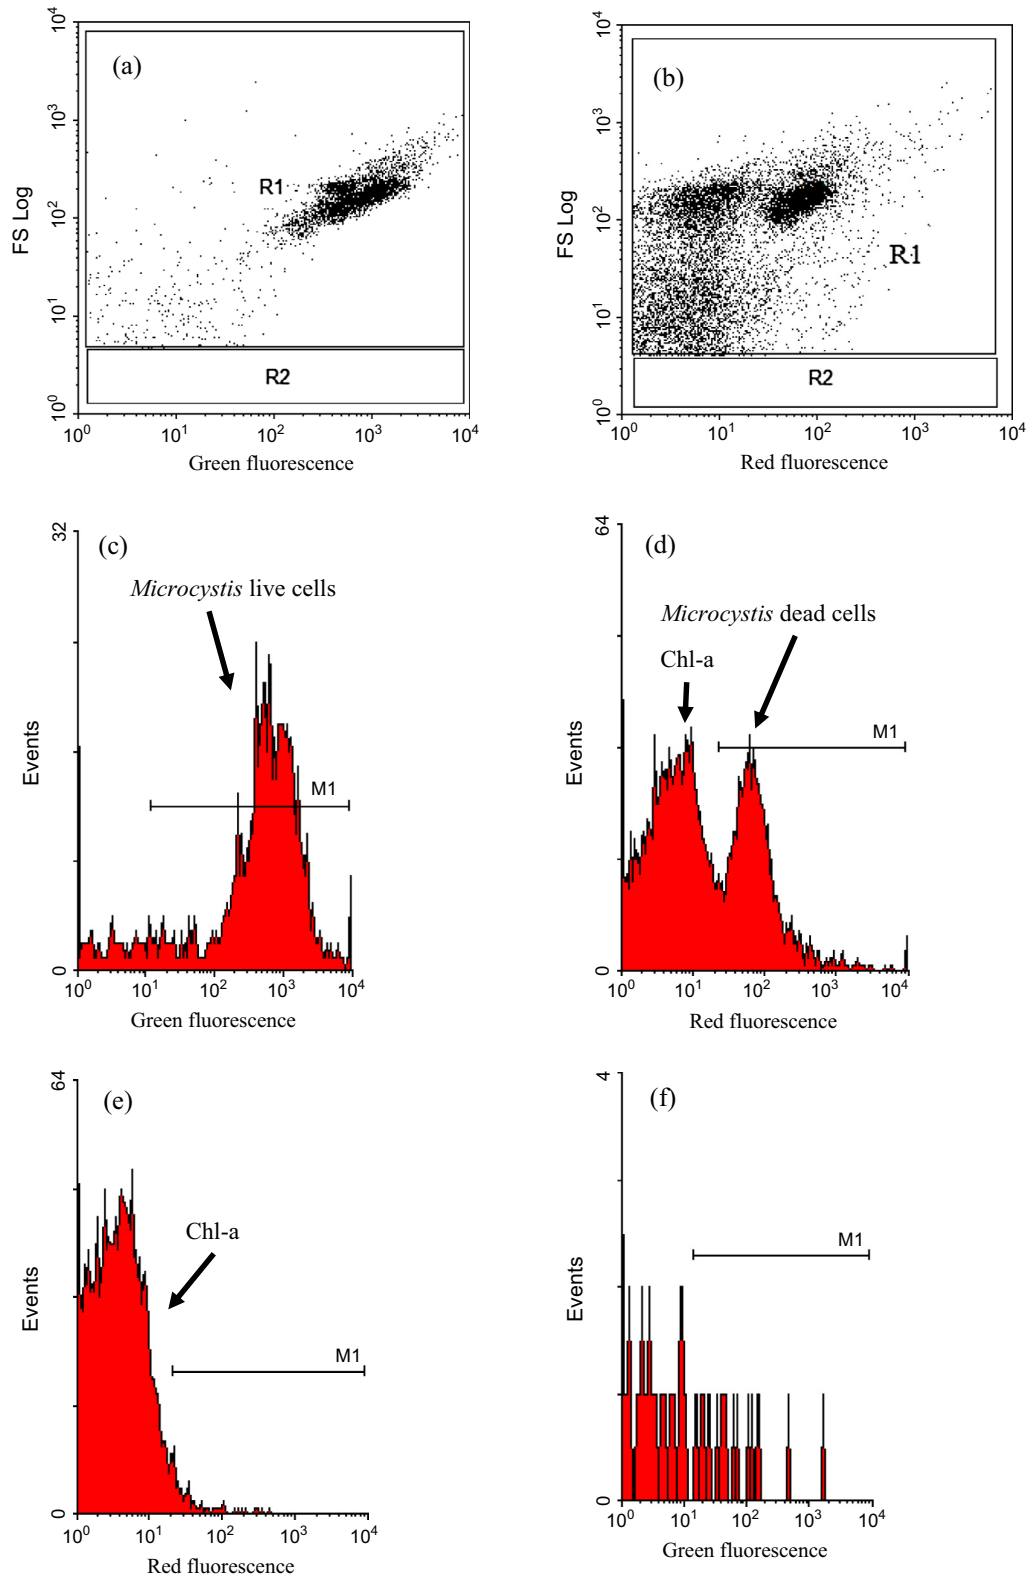 (a)
10⁴
10³
10²
10¹
10⁰
FS Log
R1
R2
10⁰ 10¹ 10² 10³ 10⁴
Green fluorescence
(b)
10⁴
10³
10²
10¹
10⁰
FS Log
R1
R2
10⁰ 10¹ 10² 10³ 10⁴
Red fluorescence
(c)
32
Microcystis live cells
Events
M1
0
10⁰ 10¹ 10² 10³ 10⁴
Green fluorescence
(d)
64
Microcystis dead cells
Chl-a
M1
Events
0
10⁰ 10¹ 10² 10³ 10⁴
Red fluorescence
(e)
64
Chl-a
Events
M1
0
10⁰ 10¹ 10² 10³ 10⁴
Red fluorescence
(f)
4
M1
Events
0
10⁰ 10¹ 10² 10³ 10⁴
Green fluorescence